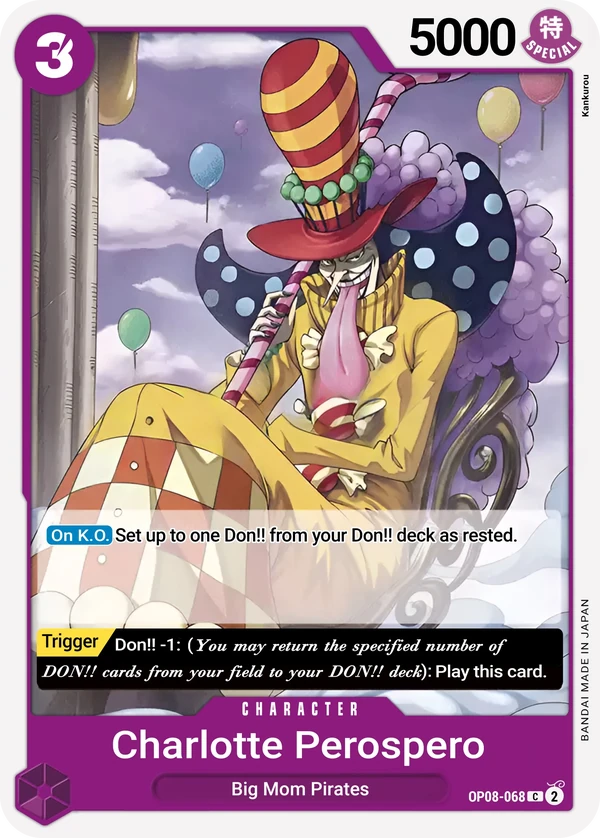 3
5000
特
SPECIAL
Kankurou
On K.O. Set up to one Don!! from your Don!! deck as rested.
Trigger Don!! -1: (You may return the specified number of
DON!! cards from your field to your DON!! deck): Play this card.
BANDAI MADE IN JAPAN
CHARACTER
Charlotte Perospero
Big Mom Pirates
OP08-068 C 2